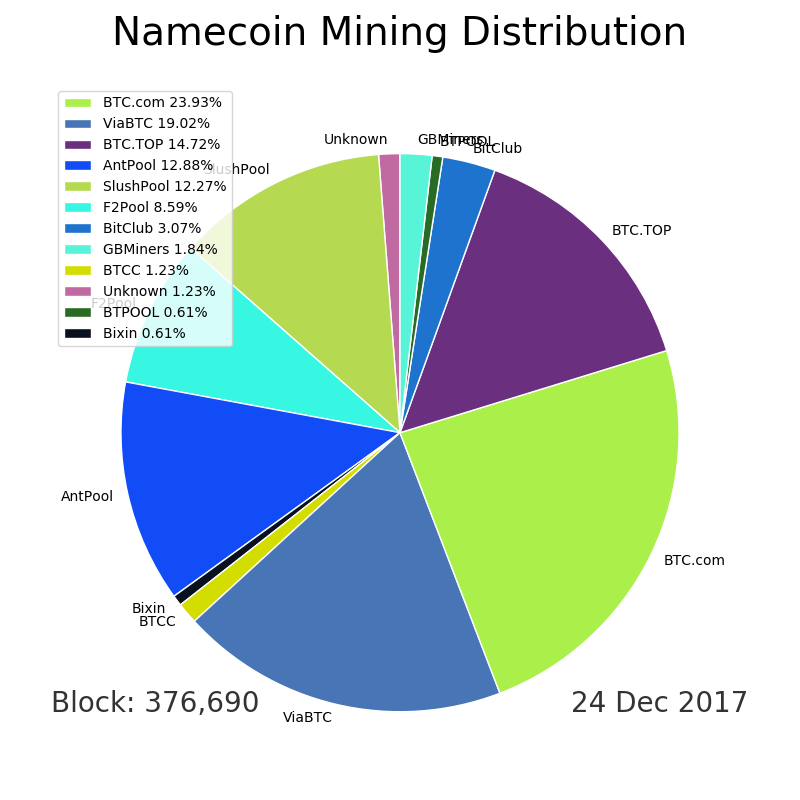 Namecoin Mining Distribution
BTC.com 23.93%
ViaBTC 19.02%
BTC.TOP 14.72%
AntPool 12.88%
SlushPool 12.27%
F2Pool 8.59%
BitClub 3.07%
GBMiners 1.84%
BTCC 1.23%
Unknown 1.23%
BTPOOL 0.61%
Bixin 0.61%
Unknown
GBMiners
BTPOOL
BitClub
SlushPool
BTC.TOP
F2Pool
AntPool
BTC.com
Bixin
BTCC
ViaBTC
Block: 376,690
24 Dec 2017